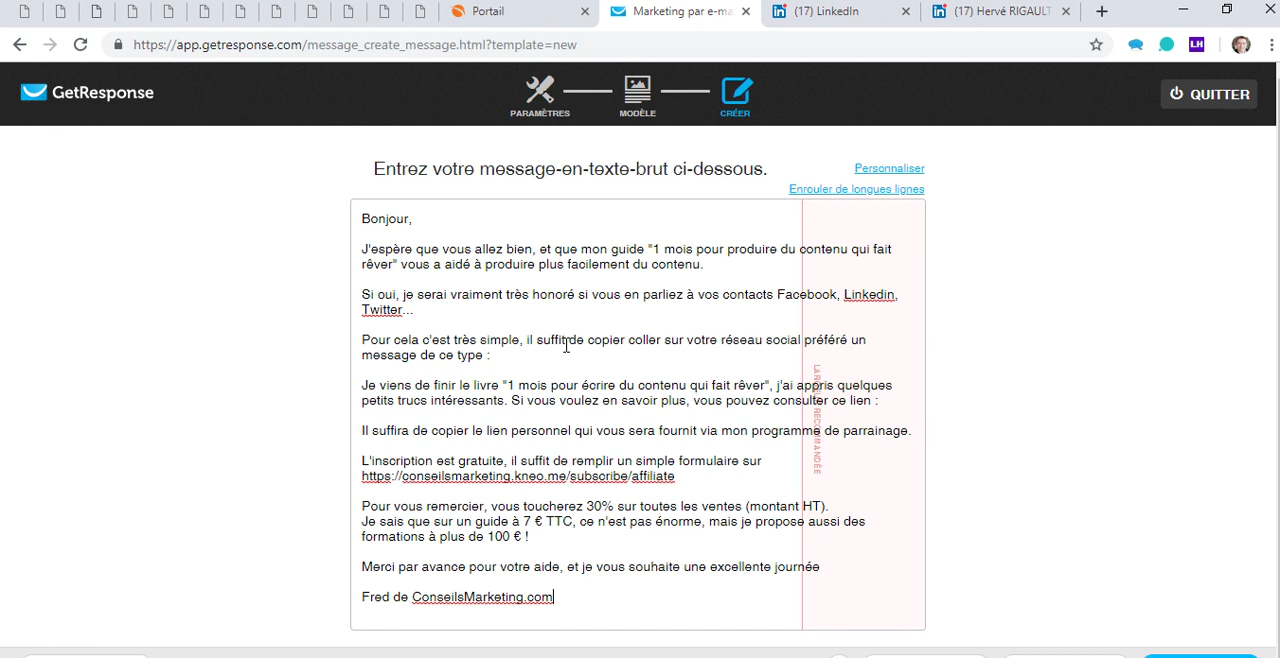 Portail
Marketing par e-ma
(17) LinkedIn
(17) Hervé RIGAULT
https://app.getresponse.com/message_create_message.html?template=new
LH
GetResponse
PARAMÈTRES
MODÈLE
CRÉER
QUITTER
Entrez votre message-en-texte-brut ci-dessous.
Personnaliser
Enrouler de longues lignes
Bonjour,
J'espère que vous allez bien, et que mon guide "1 mois pour produire du contenu qui fait
rêver" vous a aidé à produire plus facilement du contenu.
Si oui, je serai vraiment très honoré si vous en parliez à vos contacts Facebook, Linkedin,
Twitter...
Pour cela c'est très simple, il suffit de copier coller sur votre réseau social préféré un
message de ce type :
Je viens de finir le livre "1 mois pour écrire du contenu qui fait rêver", j'ai appris quelques
petits trucs intéressants. Si vous voulez en savoir plus, vous pouvez consulter ce lien :
Il suffira de copier le lien personnel qui vous sera fournit via mon programme de parrainage.
L'inscription est gratuite, il suffit de remplir un simple formulaire sur
https://conseilsmarketing.kneo.me/subscribe/affiliate
Pour vous remercier, vous toucherez 30% sur toutes les ventes (montant HT).
Je sais que sur un guide à 7 € TTC, ce n'est pas énorme, mais je propose aussi des
formations à plus de 100 € !
Merci par avance pour votre aide, et je vous souhaite une excellente journée
Fred de ConseilsMarketing.com
LARGEUR RECOMMANDÉE